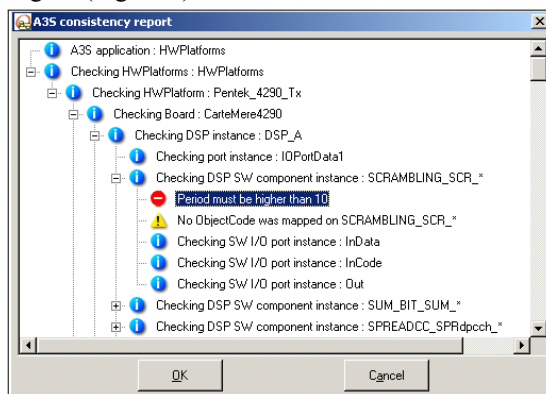 A3S consistency report
A3S application : HWPlatforms
Checking HWPlatforms : HWPlatforms
Checking HWPlatform : Pentek_4290_Tx
Checking Board : CarteMere4290
Checking DSP instance : DSP_A
Checking port instance : IOPortData1
Checking DSP SW component instance : SCRAMBLING_SCR_*
Period must be higher than 10
No ObjectCode was mapped on SCRAMBLING_SCR_*
Checking SW I/O port instance : InData
Checking SW I/O port instance : InCode
Checking SW I/O port instance : Out
Checking DSP SW component instance : SUM_BIT_SUM_*
Checking DSP SW component instance : SPREADCC_SPRdpcch_*
OK Cancel